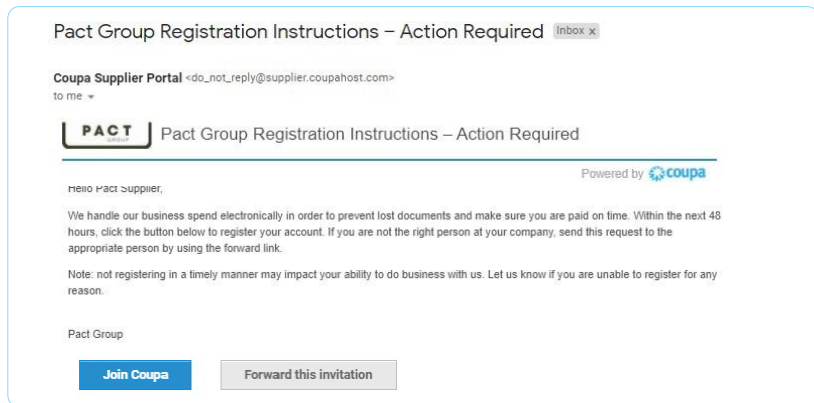 Pact Group Registration Instructions – Action Required Inbox x
Coupa Supplier Portal <do_not_reply@supplier.coupahost.com>
to me
PACT
GROUP
Pact Group Registration Instructions – Action Required
Powered by coupa
Hello Pact Supplier,
We handle our business spend electronically in order to prevent lost documents and make sure you are paid on time. Within the next 48
hours, click the button below to register your account. If you are not the right person at your company, send this request to the
appropriate person by using the forward link.
Note: not registering in a timely manner may impact your ability to do business with us. Let us know if you are unable to register for any
reason.
Pact Group
Join Coupa
Forward this invitation